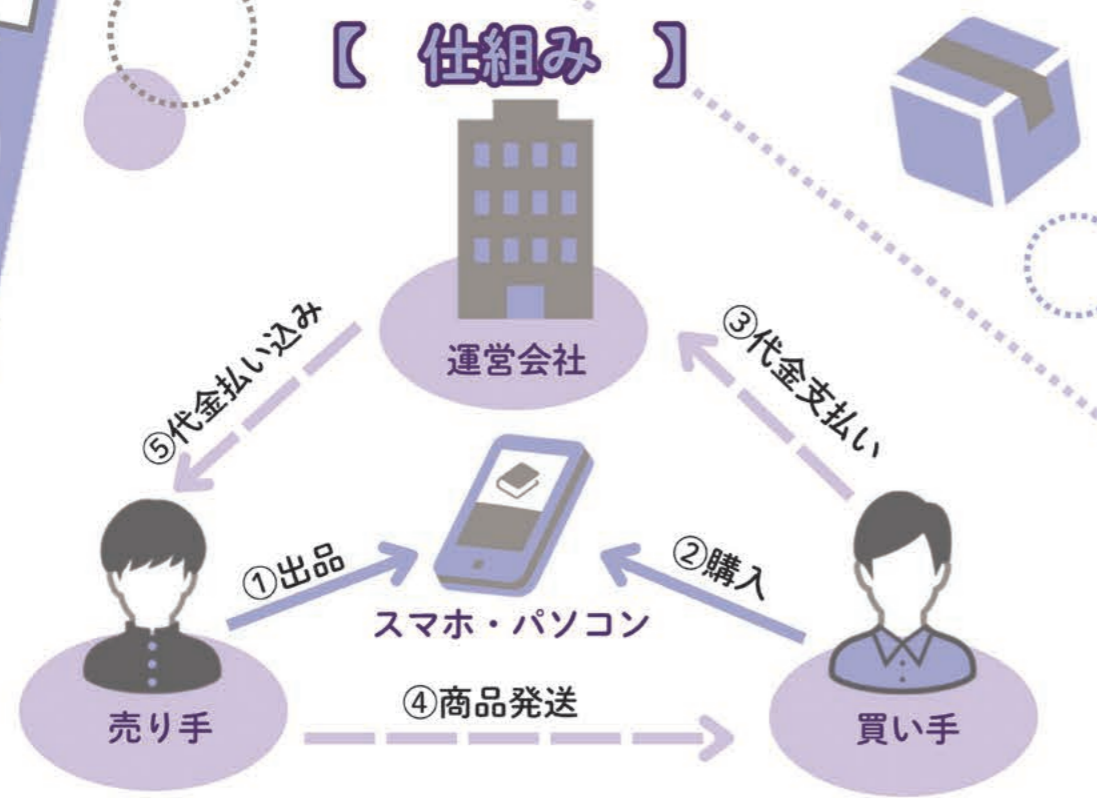 【 仕組み 】
運営会社
⑤代金払い込み
③代金支払い
①出品
②購入
スマホ・パソコン
④商品発送
売り手
買い手